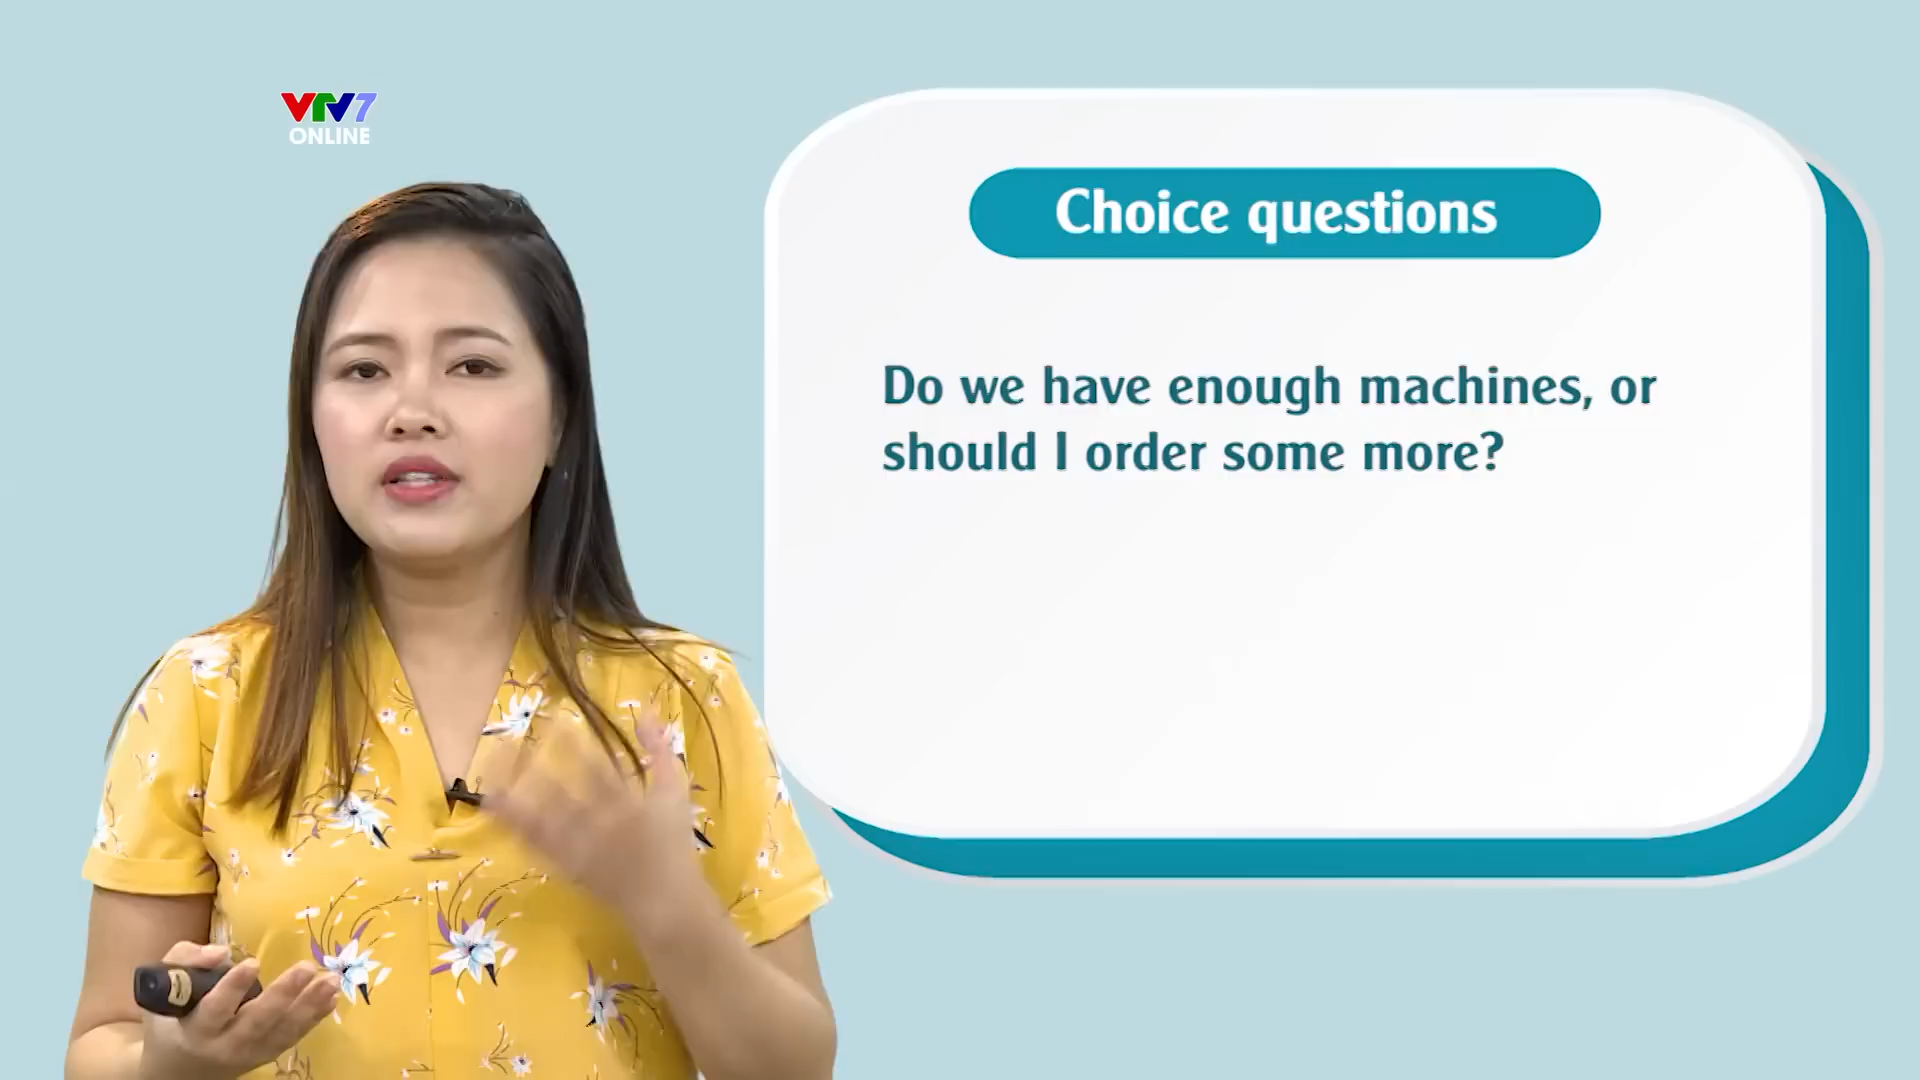 VTV7
ONLINE
Choice questions
Do we have enough machines, or
should I order some more?